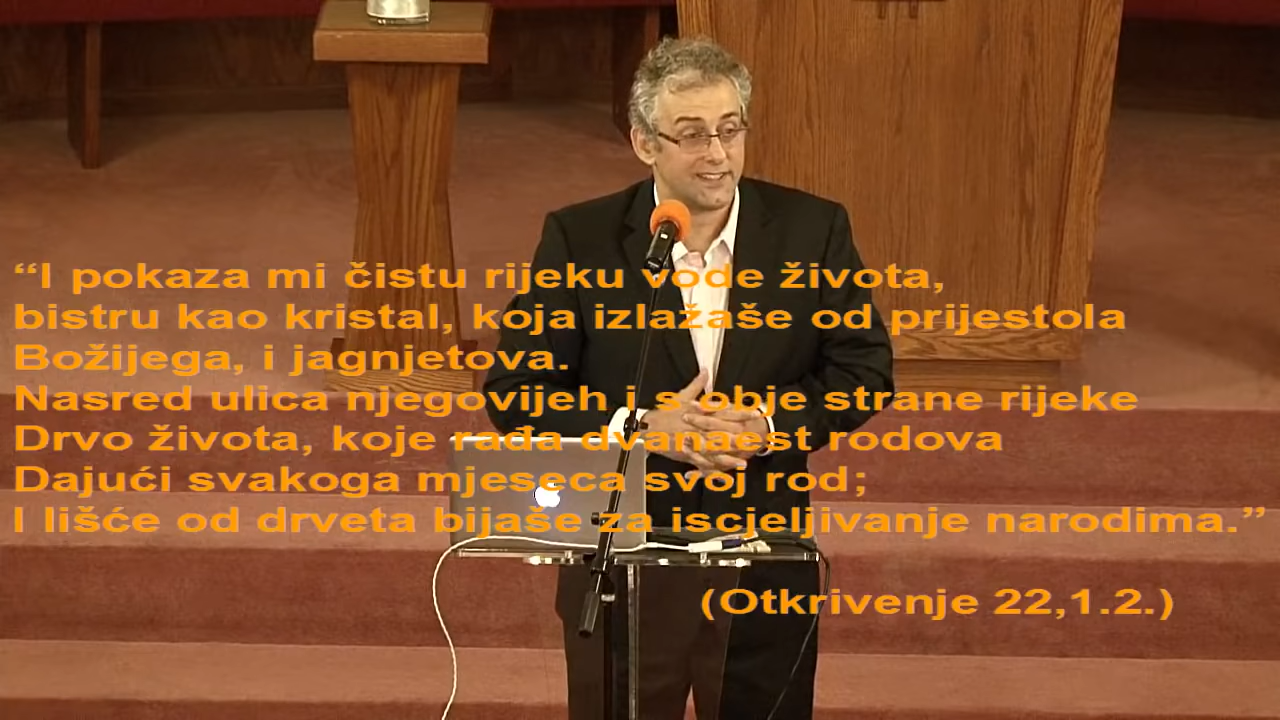 “I pokaza mi čistu rijeku vode života,
bistru kao kristal, koja izlažaše od prijestola
Božijega, i jagnjetova.
Nasred ulica njegovijeh i s obje strane rijeke
Drvo života, koje rađa dvanaest rodova
Dajući svakoga mjeseca svoj rod;
I lišće od drveta bijaše za iscjeljivanje narodima.”
(Otkrivenje 22,1.2.)